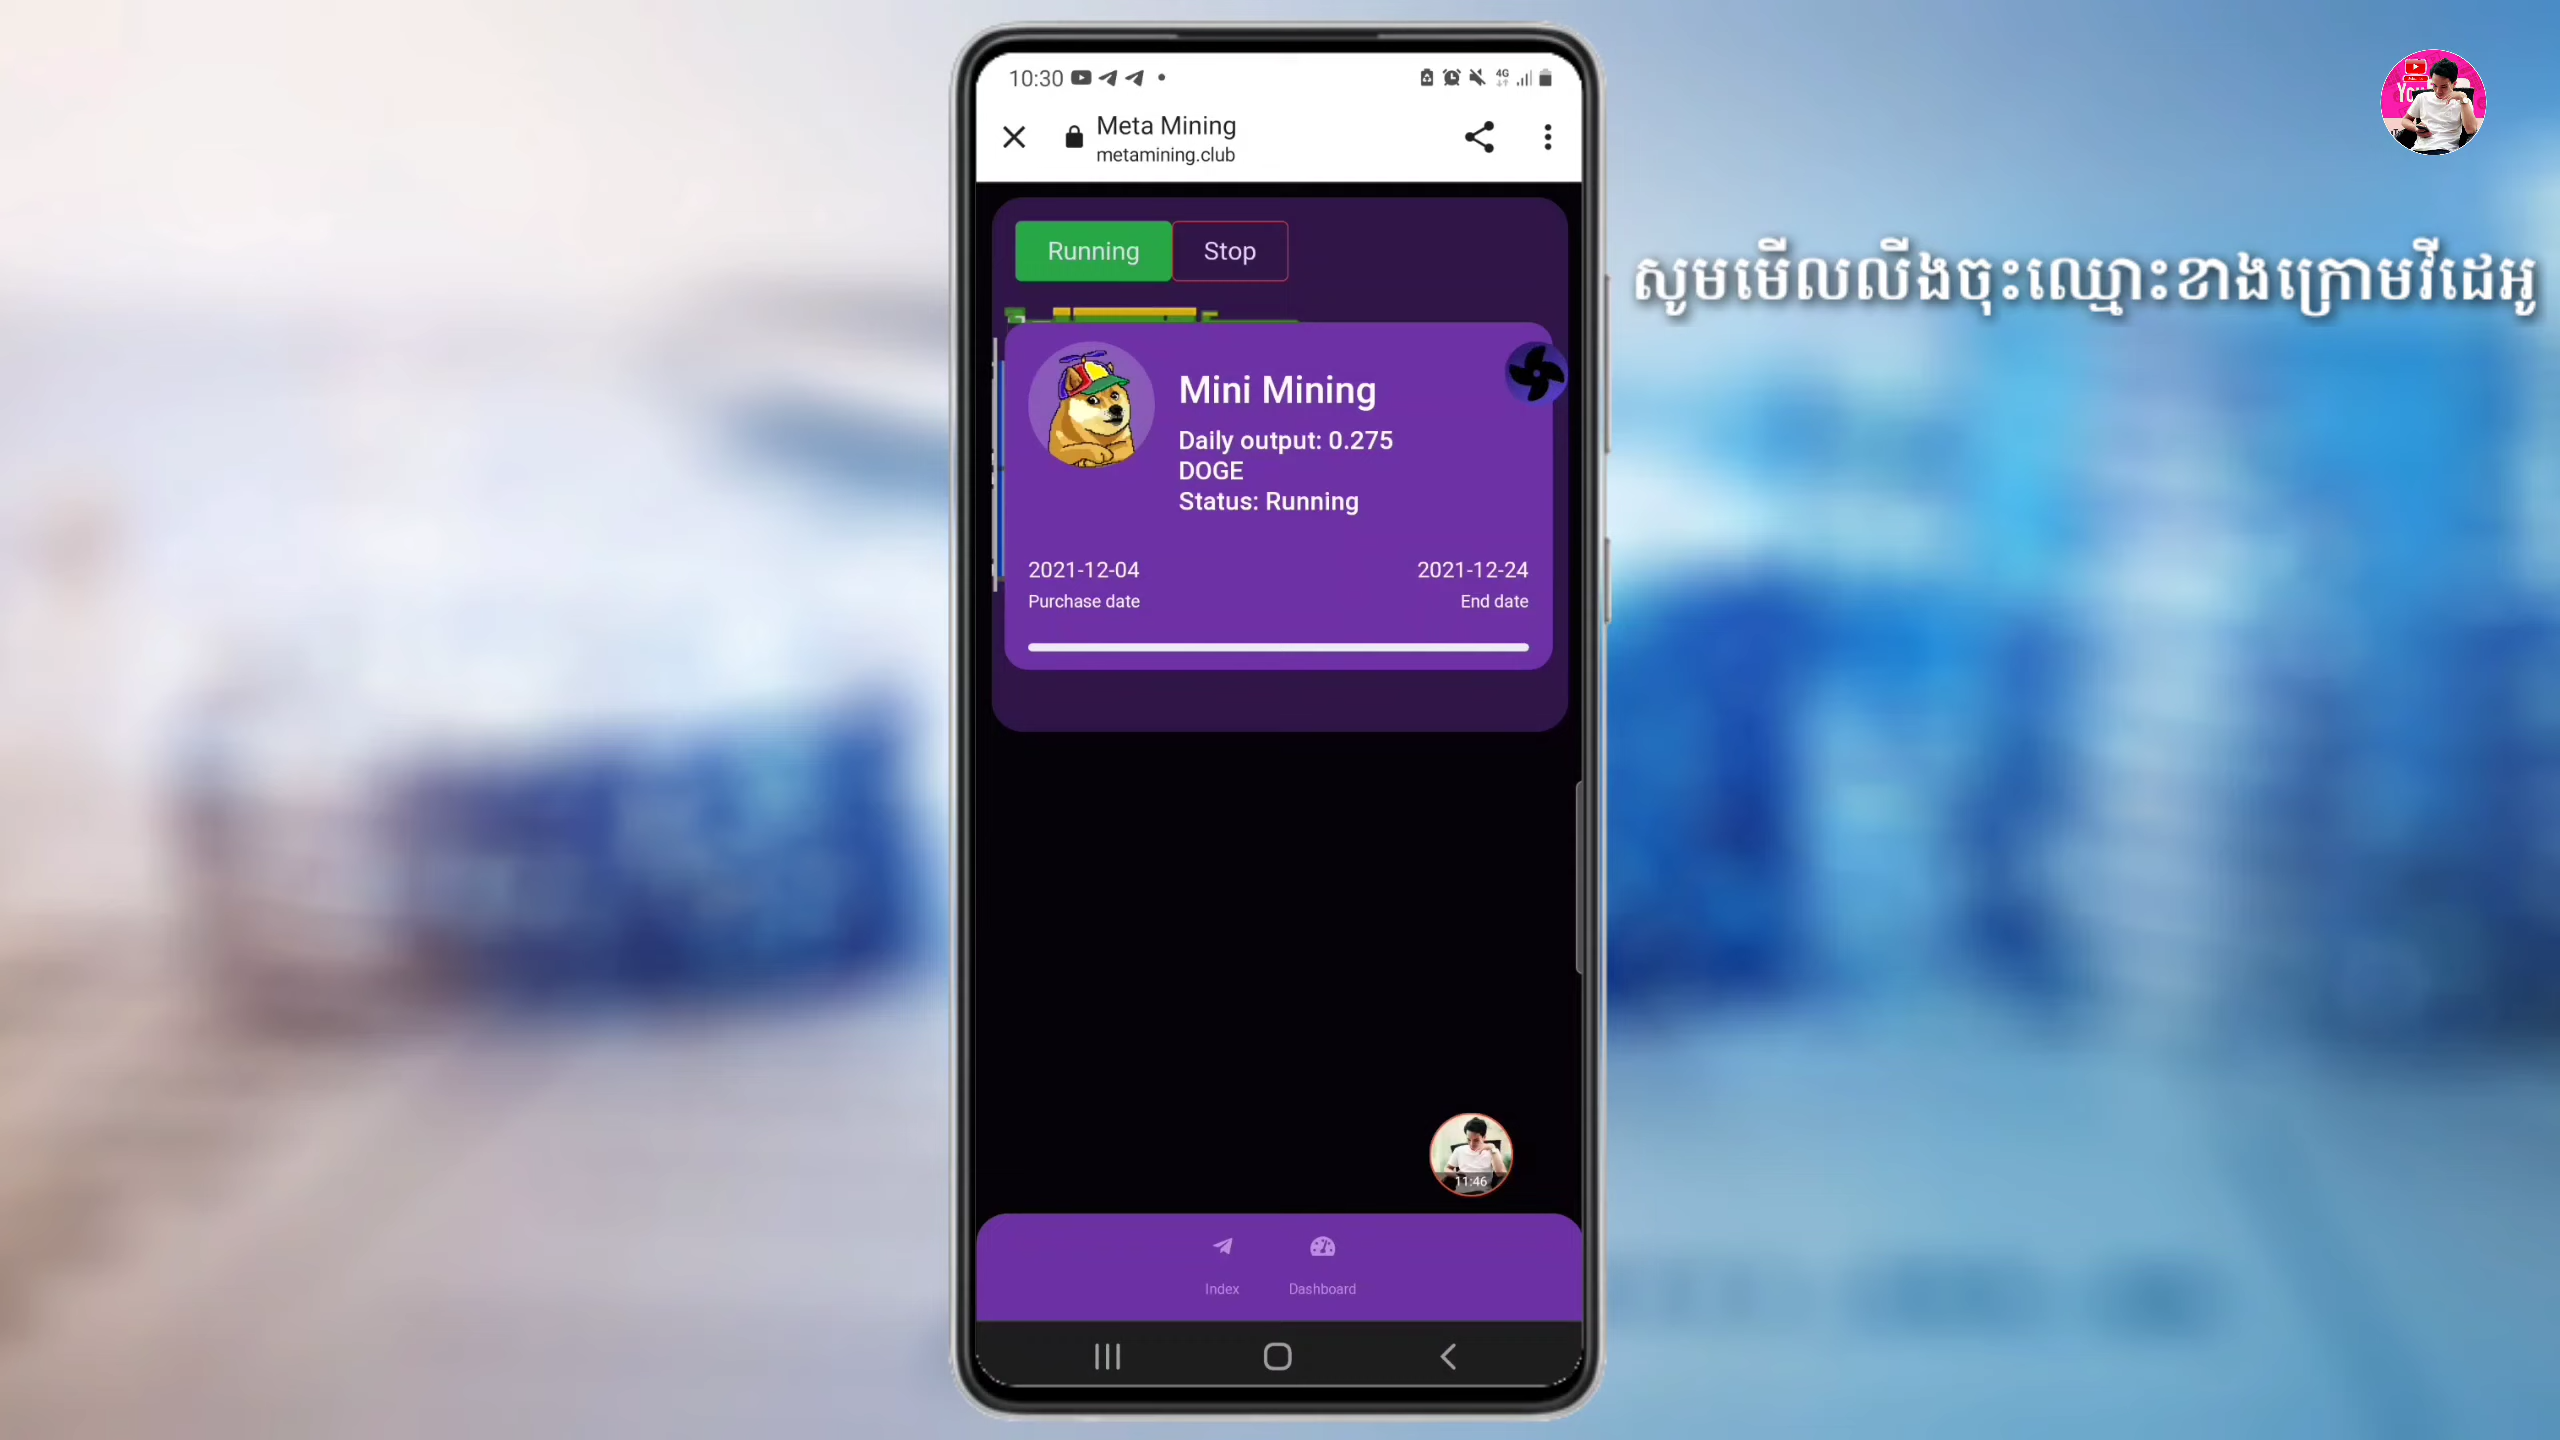 10:30
4G
Meta Mining
metamining.club
Running
Stop
សូមមើលលីងចុះឈ្មោះខាងក្រោមវីដេអូ
Mini Mining
Daily output: 0.275
DOGE
Status: Running
2021-12-04
2021-12-24
Purchase date
End date
11:46
Index
Dashboard